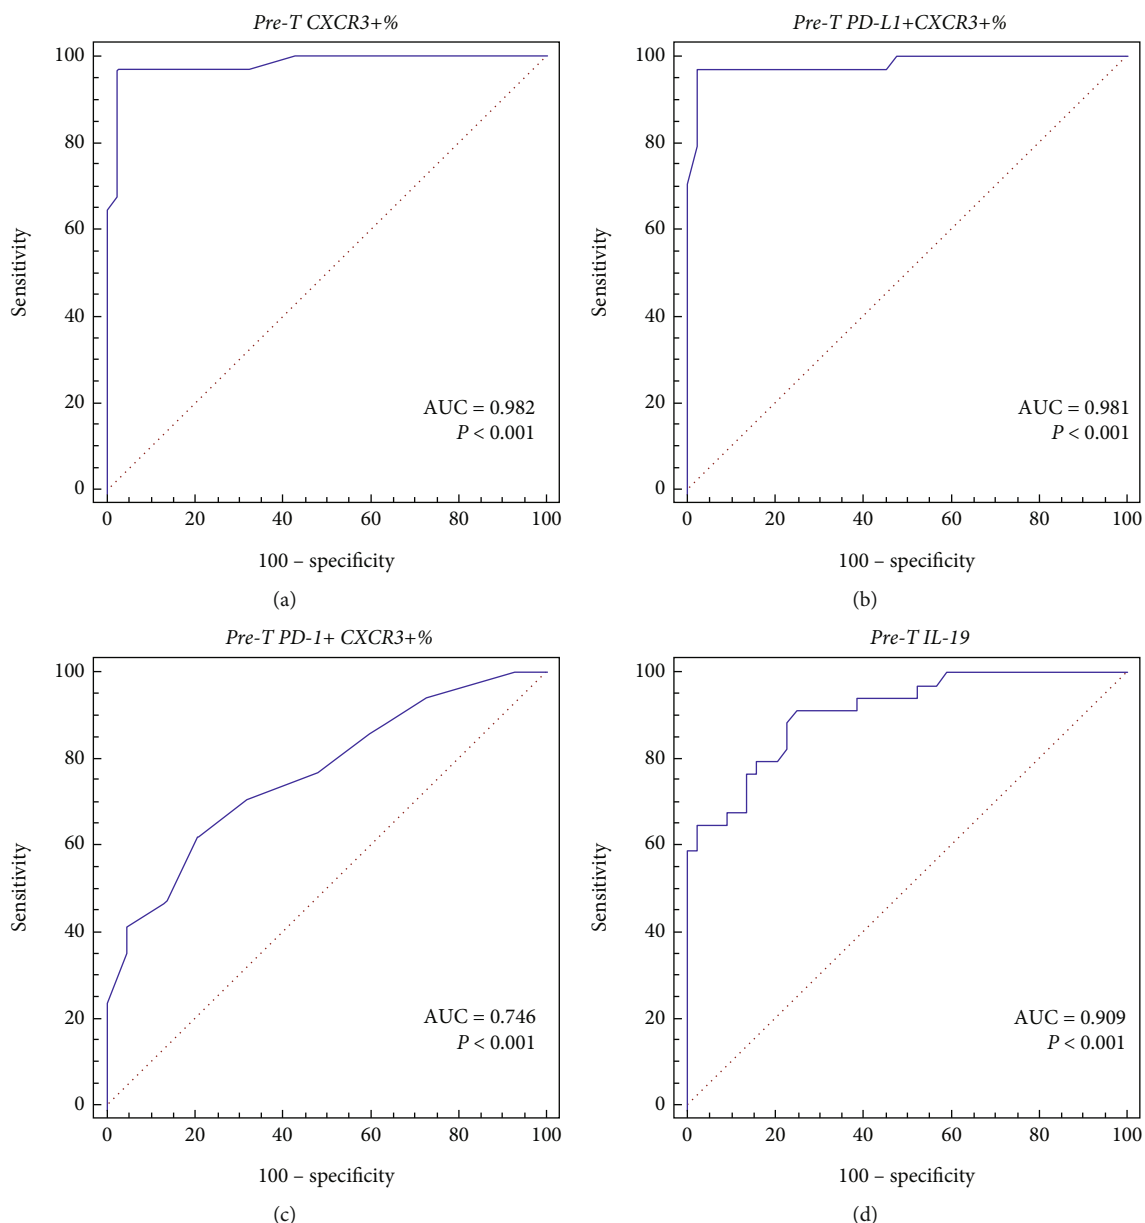 Pre-T CXCR3+%
100
80
60
40
20
0
Sensitivity
AUC = 0.982
P < 0.001
0 20 40 60 80 100
100 – specificity
(a)
Pre-T PD-L1+CXCR3+%
100
80
60
40
20
0
Sensitivity
AUC = 0.981
P < 0.001
0 20 40 60 80 100
100 – specificity
(b)
Pre-T PD-1+ CXCR3+%
100
80
60
40
20
0
Sensitivity
AUC = 0.746
P < 0.001
0 20 40 60 80 100
100 – specificity
(c)
Pre-T IL-19
100
80
60
40
20
0
Sensitivity
AUC = 0.909
P < 0.001
0 20 40 60 80 100
100 – specificity
(d)